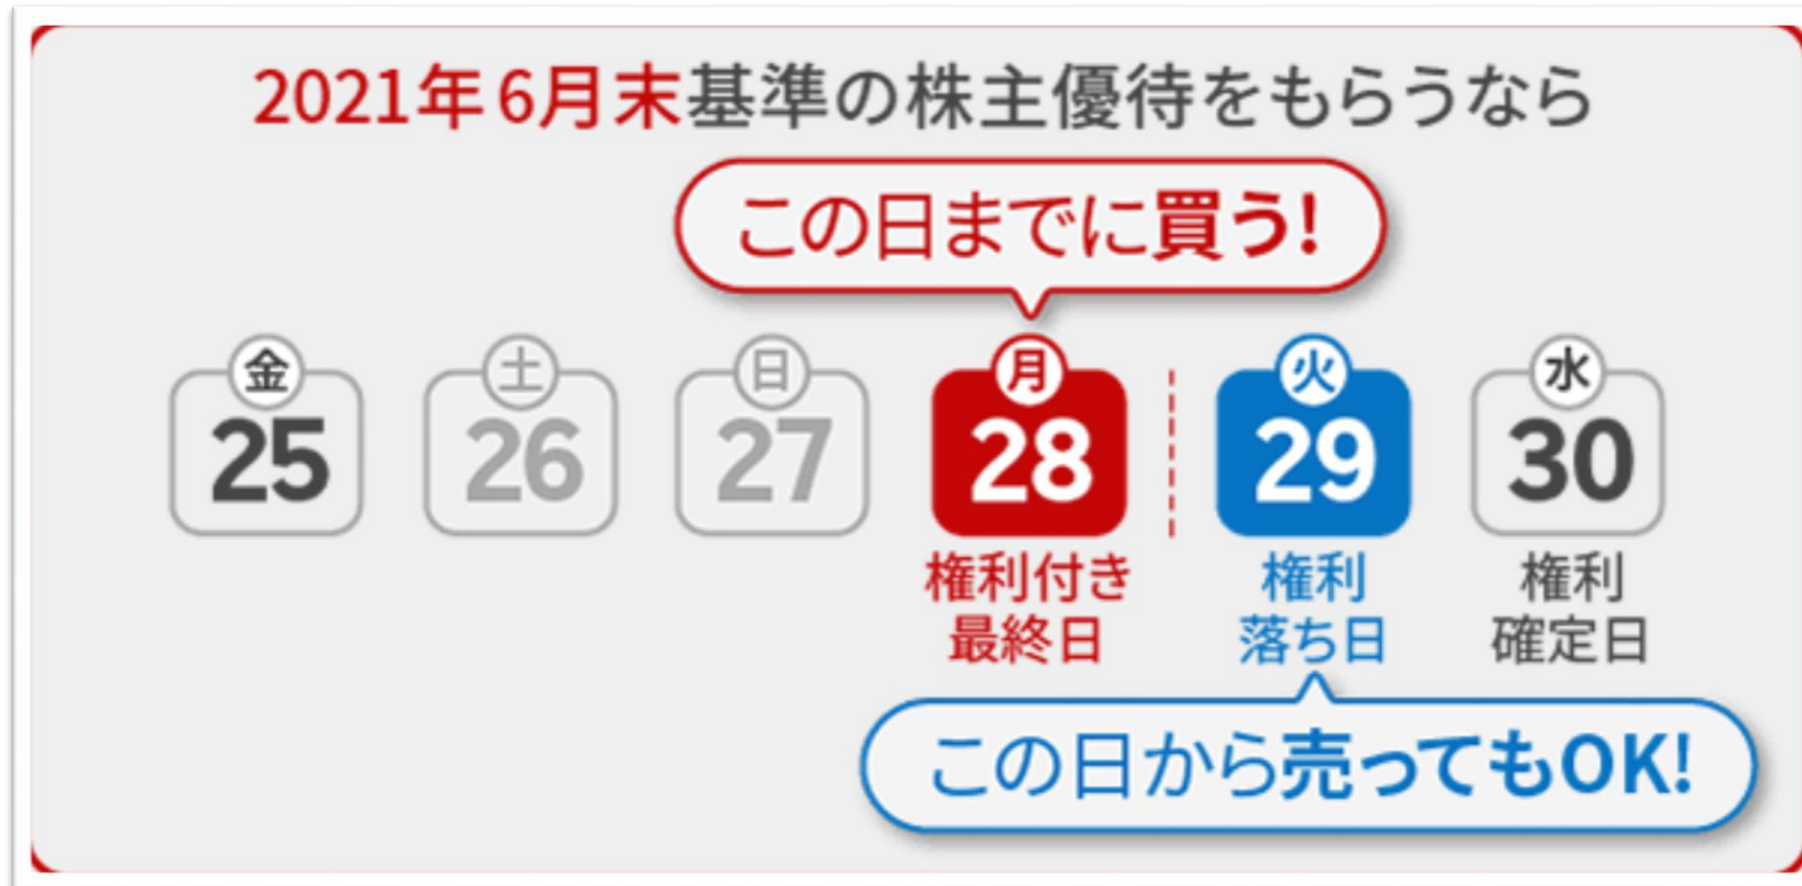 2021年6月末基準の株主優待をもらうなら
この日までに買う!
金 土 日 月 火 水
25 26 27 28 29 30
権利付き 権利 権利
最終日 落ち日 確定日
この日から売ってもOK!